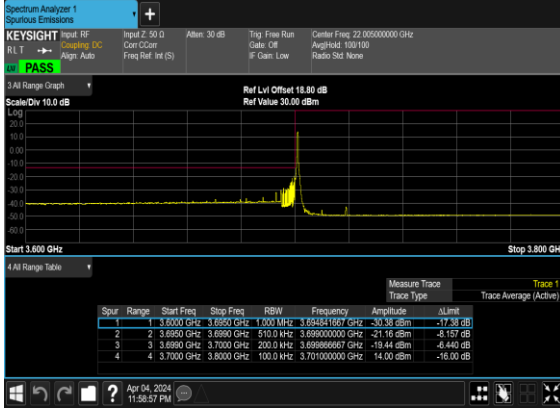 Spectrum Analyzer 1
Spurious Emissions
+
KEYSIGHT Input: RF Input Z: 50 Ω Atten: 30 dB Trig: Free Run Center Freq: 22.005000000 GHz
RLT Coupling: DC Corr CCorr Gate: Off Avg|Hold: 100/100
Align: Auto Freq Ref: Int (S) IF Gain: Low Radio Std: None
LXI PASS
3 All Range Graph Ref Lvl Offset 18.80 dB
Scale/Div 10.0 dB Ref Value 30.00 dBm
Log
20.0
10.0
0.00
-10.0
-20.0
-30.0
-40.0
-50.0
-60.0
Start 3.600 GHz Stop 3.800 GH
4 All Range Table
Measure Trace Trace 1
Trace Type Trace Average (Active)
Spur Range Start Freq Stop Freq RBW Frequency Amplitude ΔLimit
1 1 3.6000 GHz 3.6950 GHz 1.000 MHz 3.694841667 GHz -30.38 dBm -17.38 dB
2 2 3.6950 GHz 3.6990 GHz 510.0 kHz 3.699000000 GHz -21.16 dBm -8.157 dB
3 3 3.6990 GHz 3.7000 GHz 200.0 kHz 3.699866667 GHz -19.44 dBm -6.440 dB
4 4 3.7000 GHz 3.8000 GHz 100.0 kHz 3.701000000 GHz 14.00 dBm -16.00 dB
? Apr 04, 2024
11:58:57 PM